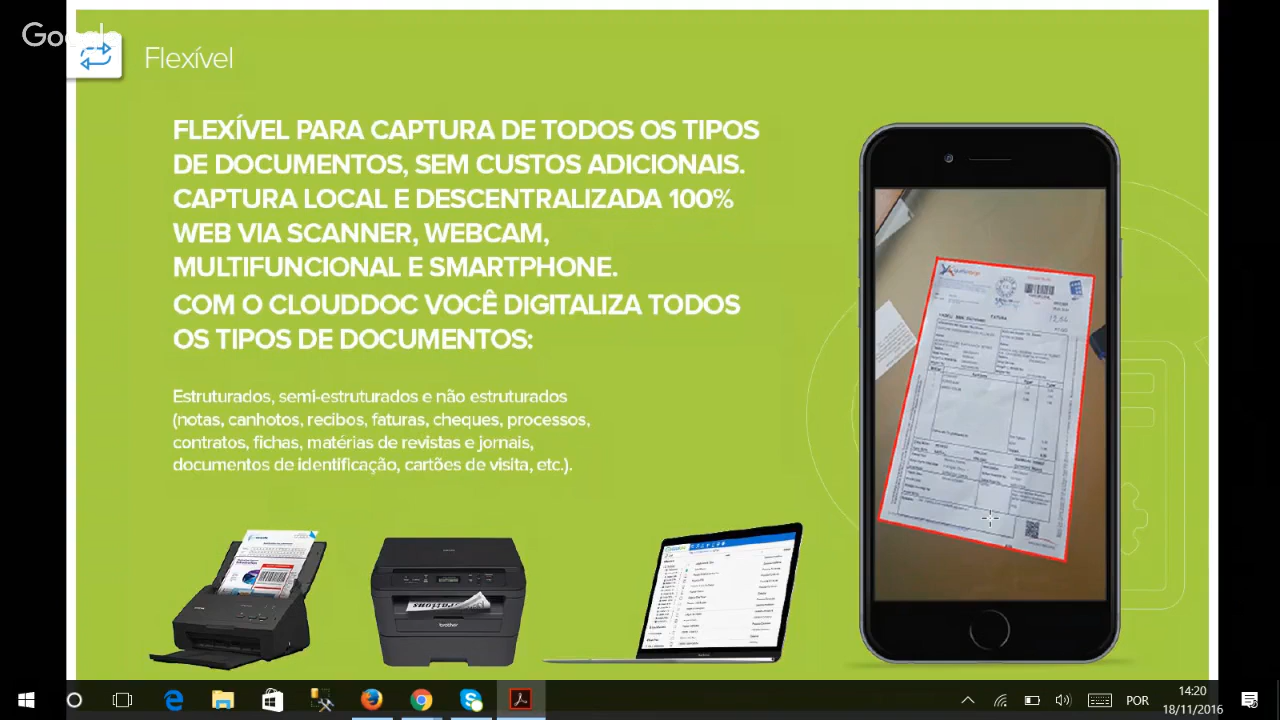 Google
Flexível
FLEXÍVEL PARA CAPTURA DE TODOS OS TIPOS
DE DOCUMENTOS, SEM CUSTOS ADICIONAIS.
CAPTURA LOCAL E DESCENTRALIZADA 100%
WEB VIA SCANNER, WEBCAM,
MULTIFUNCIONAL E SMARTPHONE.
COM O CLOUDDOC VOCÊ DIGITALIZA TODOS
OS TIPOS DE DOCUMENTOS:
Estruturados, semi-estruturados e não estruturados
(notas, canhotos, recibos, faturas, cheques, processos,
contratos, fichas, matérias de revistas e jornais,
documentos de identificação, cartões de visita, etc.).
brother
POR
14:20
18/11/2016